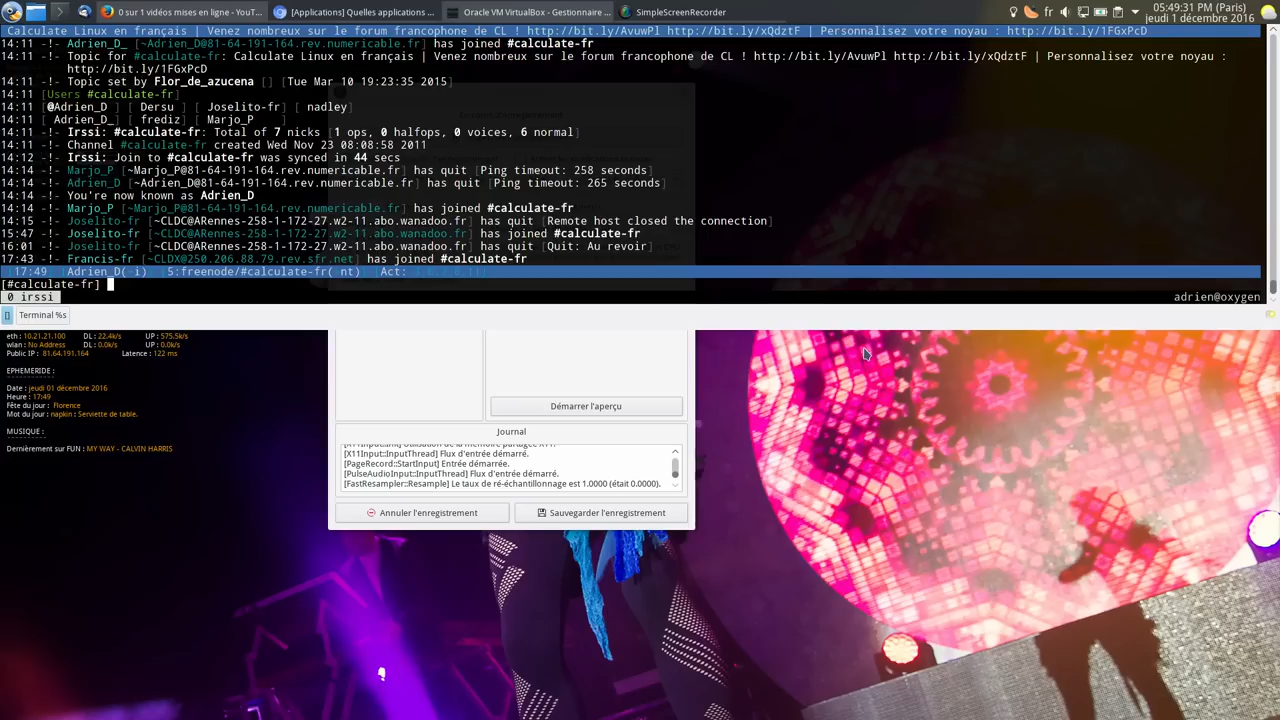 0 sur 1 vidéos mises en ligne - YouT...
[Applications] Quelles applications ...
Oracle VM VirtualBox - Gestionnaire ...
SimpleScreenRecorder
fr
05:49:31 PM (Paris)
jeudi 1 décembre 2016
Calculate Linux en français | Venez nombreux sur le forum francophone de CL ! http://bit.ly/AvuwPl http://bit.ly/xQdztF | Personnalisez votre noyau : http://bit.ly/1FGxPcD
14:11 -!- Adrien_D_ [~Adrien_D@81-64-191-164.rev.numericable.fr] has joined #calculate-fr
14:11 -!- Topic for #calculate-fr: Calculate Linux en français | Venez nombreux sur le forum francophone de CL ! http://bit.ly/AvuwPl http://bit.ly/xQdztF | Personnalisez votre noyau :
http://bit.ly/1FGxPcD
14:11 -!- Topic set by Flor_de_azucena [] [Tue Mar 10 19:23:35 2015]
14:11 [Users #calculate-fr]
14:11 [@Adrien_D ] [ Dersu ] [ Joselito-fr] [ nadley]
14:11 [ Adrien_D_] [ frediz ] [ Marjo_P ]
14:11 -!- Irssi: #calculate-fr: Total of 7 nicks [1 ops, 0 halfops, 0 voices, 6 normal]
14:11 -!- Channel #calculate-fr created Wed Nov 23 08:08:58 2011
14:12 -!- Irssi: Join to #calculate-fr was synced in 44 secs
14:14 -!- Marjo_P [~Marjo_P@81-64-191-164.rev.numericable.fr] has quit [Ping timeout: 258 seconds]
14:14 -!- Adrien_D [~Adrien_D@81-64-191-164.rev.numericable.fr] has quit [Ping timeout: 265 seconds]
14:14 -!- You're now known as Adrien_D
14:14 -!- Marjo_P [~Marjo_P@81-64-191-164.rev.numericable.fr] has joined #calculate-fr
14:15 -!- Joselito-fr [~CLDC@ARennes-258-1-172-27.w2-11.abo.wanadoo.fr] has quit [Remote host closed the connection]
15:47 -!- Joselito-fr [~CLDC@ARennes-258-1-172-27.w2-11.abo.wanadoo.fr] has joined #calculate-fr
16:01 -!- Joselito-fr [~CLDC@ARennes-258-1-172-27.w2-11.abo.wanadoo.fr] has quit [Quit: Au revoir]
17:43 -!- Francis-fr [~CLDX@250.206.88.79.rev.sfr.net] has joined #calculate-fr
[17:49] [Adrien_D(+i)] [5:freenode/#calculate-fr(+nt)] [Act:
[#calculate-fr]
0 irssi
adrien@oxygen
Terminal %s
eth : 10.21.21.100 DL : 22.4k/s UP : 575.5k/s
wlan : No Address DL : 0.0k/s UP : 0.0k/s
Public IP : 81.64.191.164 Latence : 122 ms
EPHEMERIDE :
Date : jeudi 01 décembre 2016
Heure : 17:49
Fête du jour : Florence
Mot du jour : napkin : Serviette de table.
MUSIQUE :
Dernièrement sur FUN : MY WAY - CALVIN HARRIS
Démarrer l'aperçu
Journal
[X11Input::Init] Utilisation de la mémoire partagée X11.
[X11Input::InputThread] Flux d'entrée démarré.
[PageRecord::StartInput] Entrée démarrée.
[PulseAudioInput::InputThread] Flux d'entrée démarré.
[FastResampler::Resample] Le taux de ré-échantillonnage est 1.0000 (était 0.0000).
Annuler l'enregistrement
Sauvegarder l'enregistrement